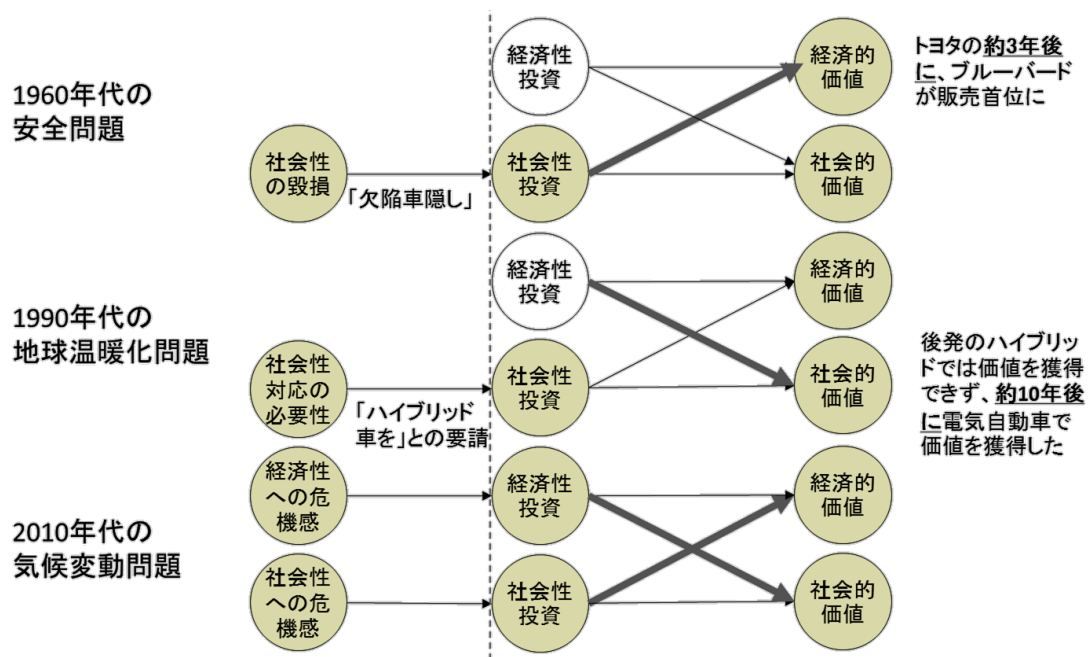 1960年代の
安全問題
社会性
の毀損
「欠陥車隠し」
経済性
投資
社会性
投資
経済的
価値
社会的
価値
トヨタの約3年後
に、ブルーバード
が販売首位に
1990年代の
地球温暖化問題
社会性
対応の
必要性
「ハイブリッド
車を」との要請
経済性
投資
社会性
投資
経済的
価値
社会的
価値
後発のハイブリッ
ドでは価値を獲得
できず、約10年後
に電気自動車で
価値を獲得した
2010年代の
気候変動問題
経済性
への危
機感
社会性
への危
機感
経済性
投資
社会性
投資
経済的
価値
社会的
価値